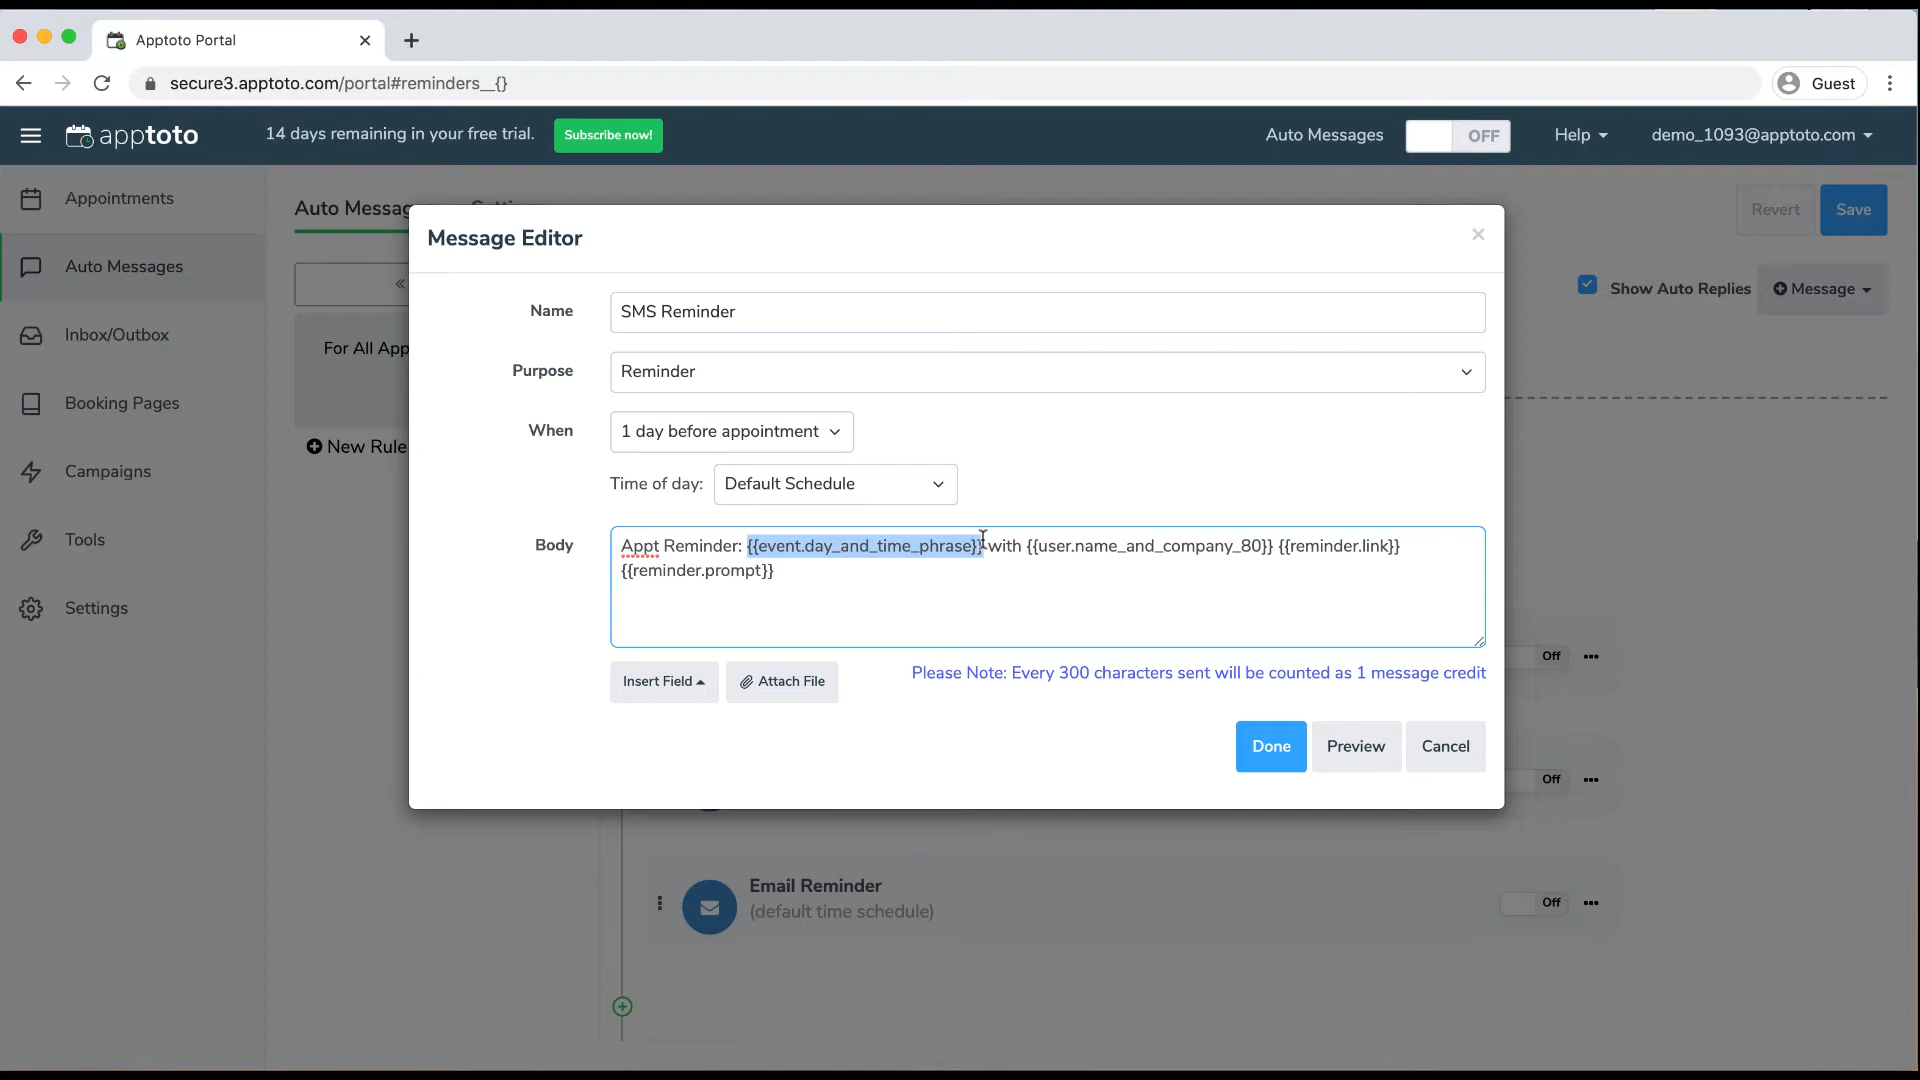 Apptoto Portal
secure3.apptoto.com/portal#reminders__{}
Guest
apptoto
14 days remaining in your free trial.
Subscribe now!
Auto Messages
OFF
Help
demo_1093@apptoto.com
Appointments
Auto Messages
Inbox/Outbox
Booking Pages
Campaigns
Tools
Settings
Auto Messag
Revert
Save
«
Show Auto Replies
Message
For All App
New Rule
Message Editor
×
Name
SMS Reminder
Purpose
Reminder
When
1 day before appointment
Time of day:
Default Schedule
Body
Appt Reminder: {{event.day_and_time_phrase}} with {{user.name_and_company_80}} {{reminder.link}}
{{reminder.prompt}}
Insert Field
Attach File
Please Note: Every 300 characters sent will be counted as 1 message credit
Done
Preview
Cancel
Off
Off
Email Reminder
(default time schedule)
Off